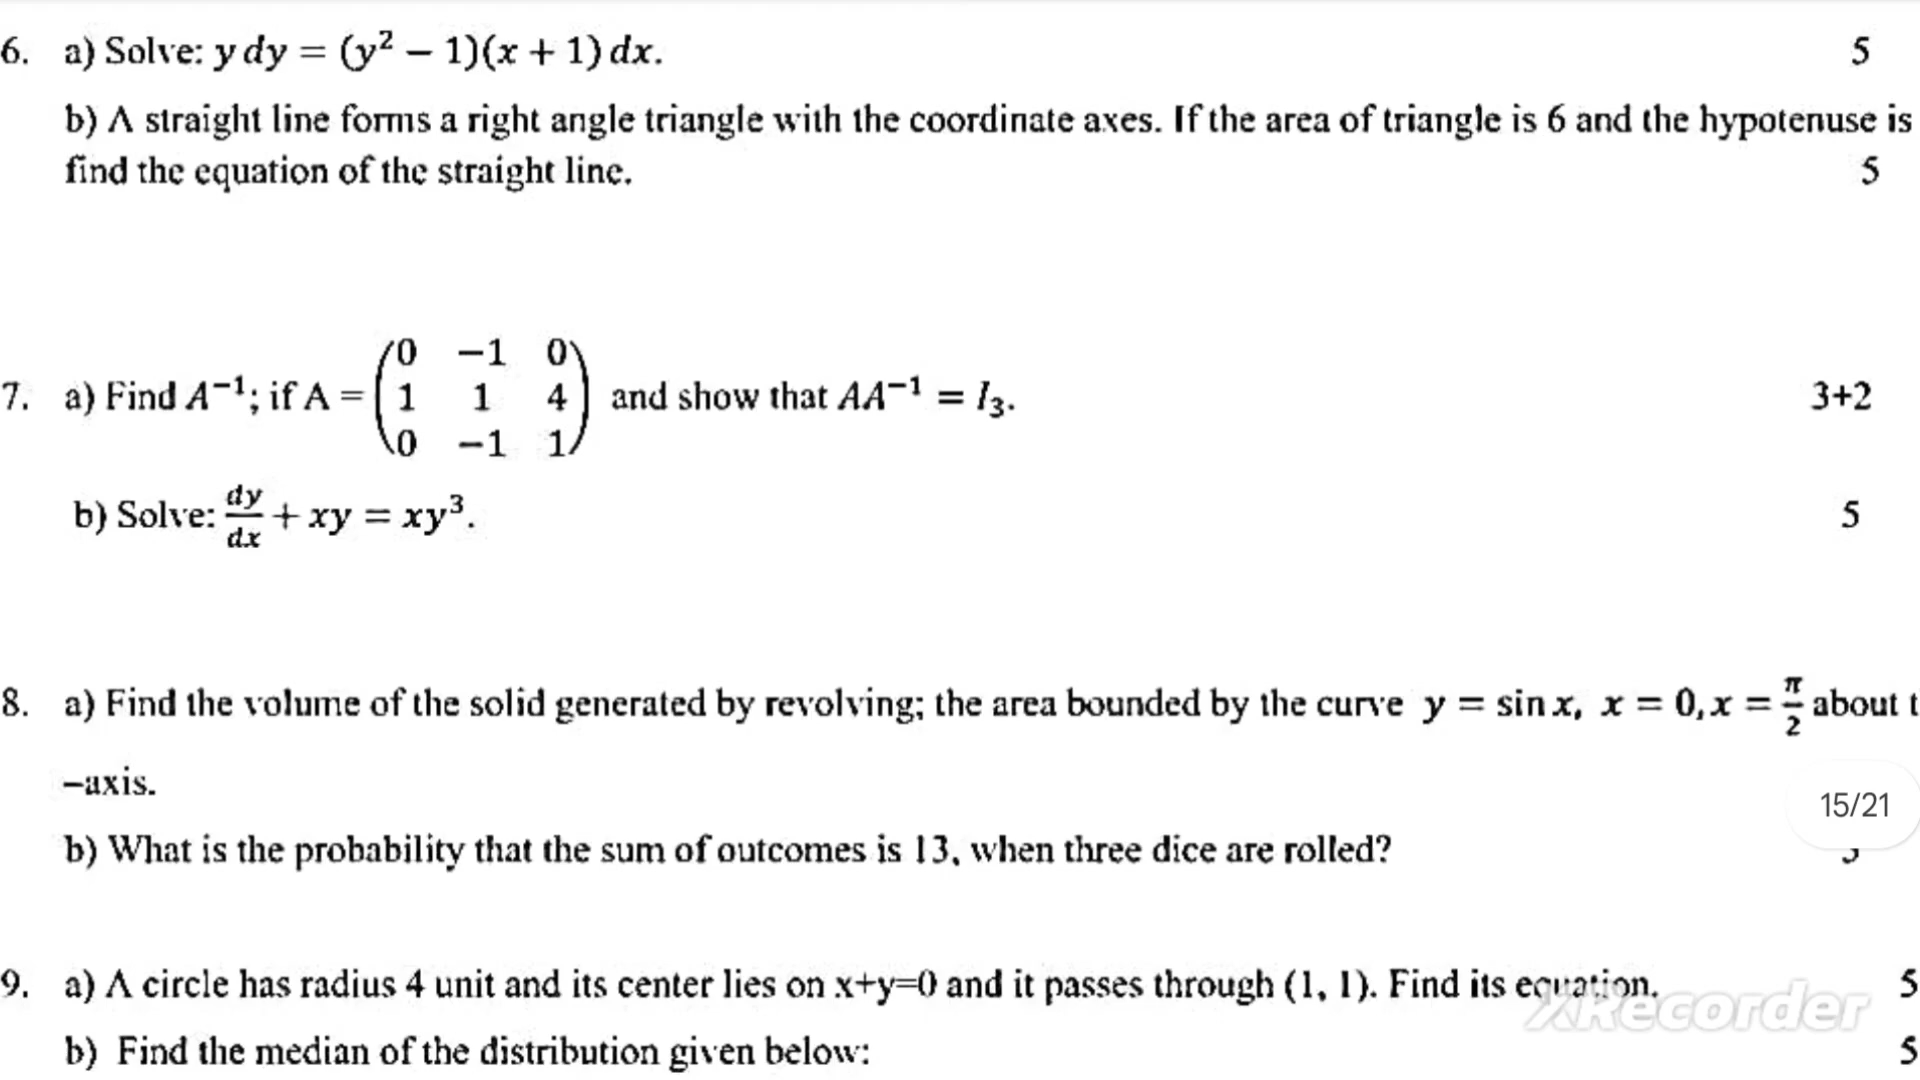 6. a) Solve: y dy = (y² − 1)(x + 1) dx. 5
b) A straight line forms a right angle triangle with the coordinate axes. If the area of triangle is 6 and the hypotenuse is
find the equation of the straight line. 5
7. a) Find A⁻¹; if A = (0 −1 0; 1 1 4; 0 −1 1) and show that AA⁻¹ = I₃. 3+2
b) Solve: dy/dx + xy = xy³. 5
8. a) Find the volume of the solid generated by revolving; the area bounded by the curve y = sin x, x = 0, x = π/2 about t
–axis.
15/21
b) What is the probability that the sum of outcomes is 13, when three dice are rolled?
9. a) A circle has radius 4 unit and its center lies on x+y=0 and it passes through (1, 1). Find its equation. 5
XRecorder
b) Find the median of the distribution given below: 5